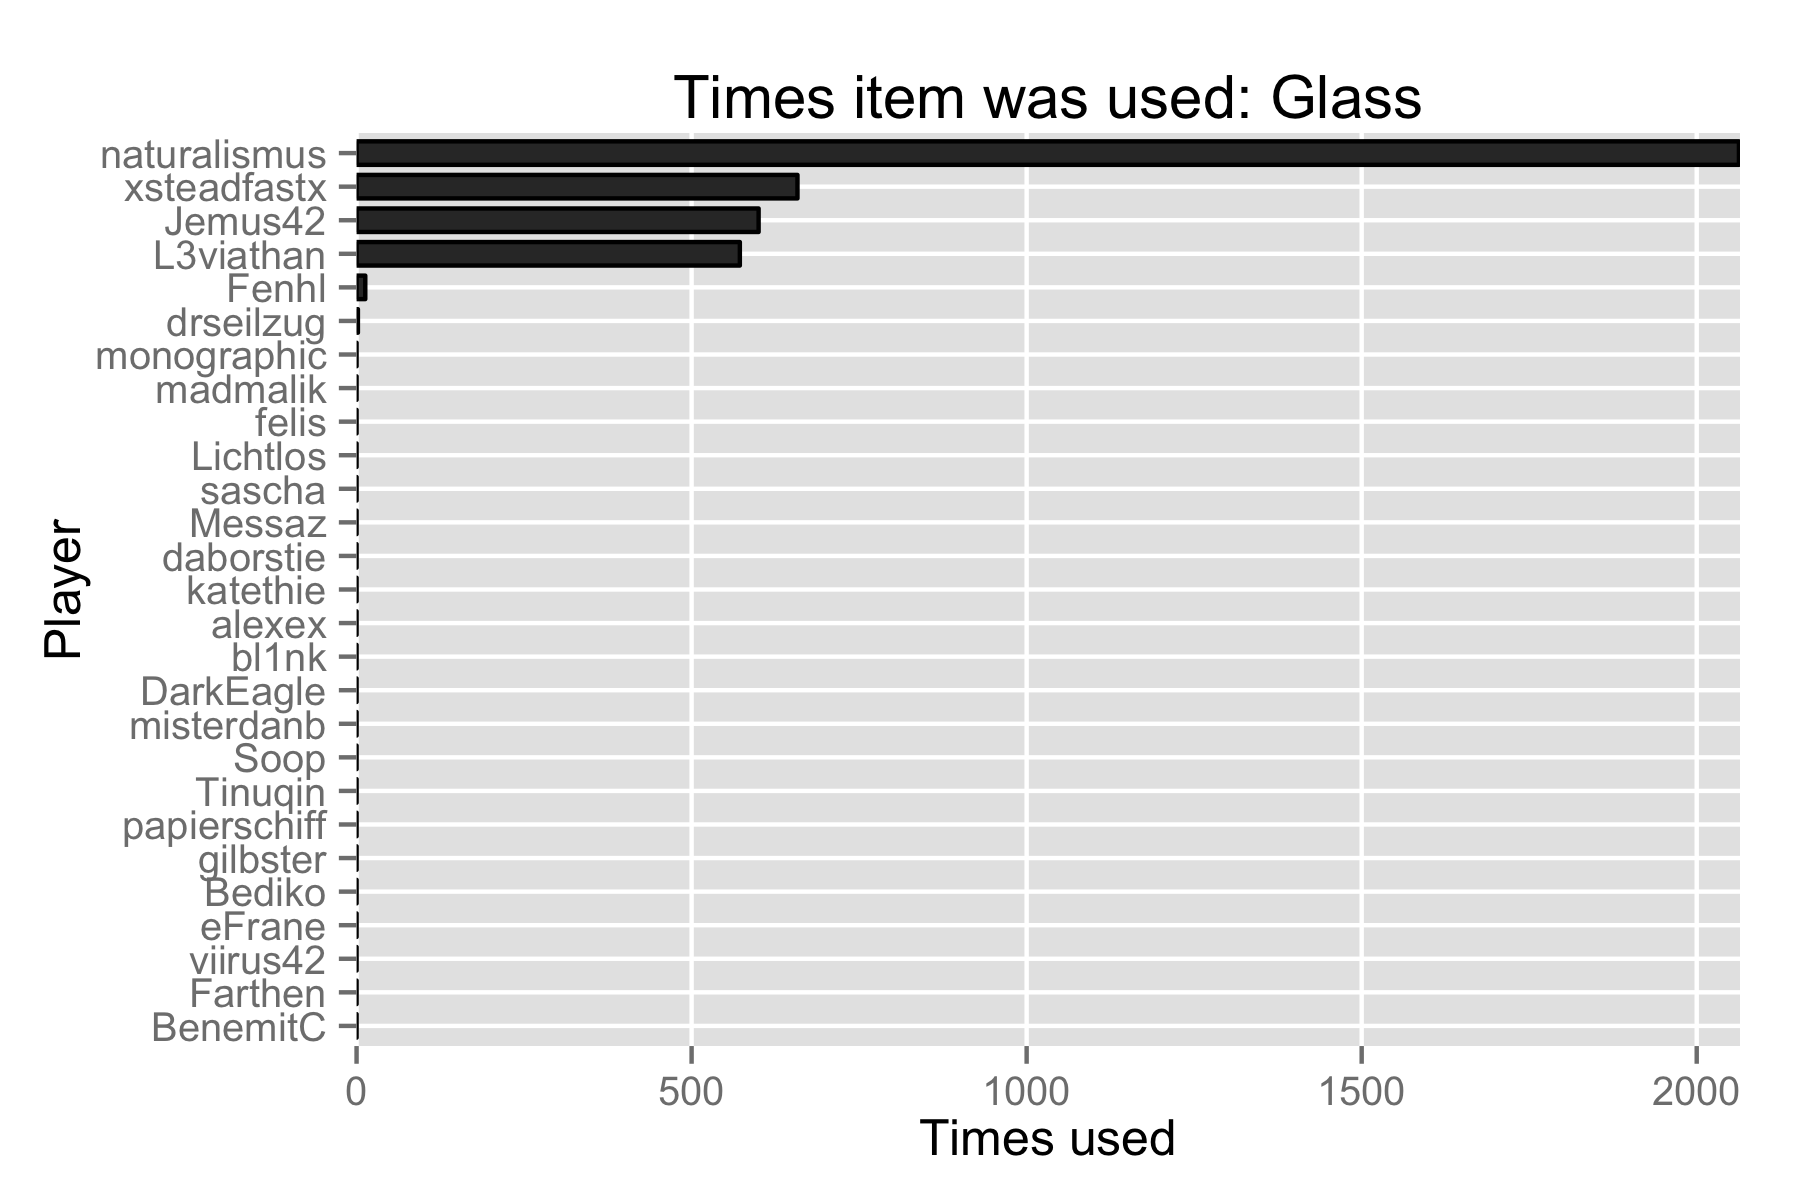 Times item was used: Glass
naturalismus
xsteadfastx
Jemus42
L3viathan
Fenhl
drseilzug
monographic
madmalik
felis
Lichtlos
sascha
Messaz
daborstie
katethie
alexex
bl1nk
DarkEagle
misterdanb
Soop
Tinuqin
papierschiff
gilbster
Bediko
eFrane
viirus42
Farthen
BenemitC
Player
0 500 1000 1500 2000
Times used